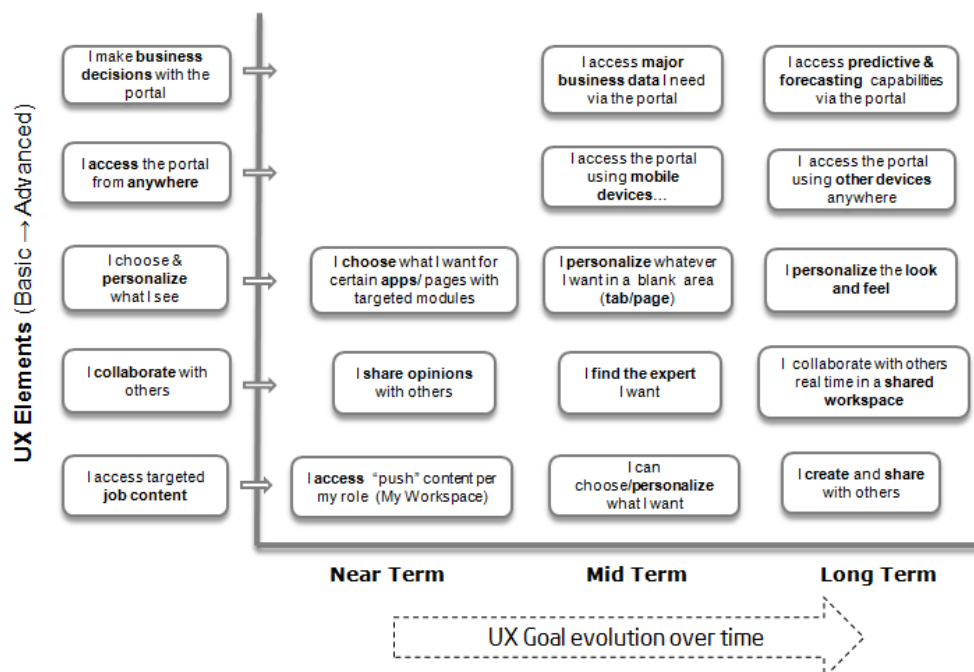 UX Elements (Basic → Advanced)
I make business
decisions with the
portal
I access major
business data I need
via the portal
I access predictive &
forecasting capabilities
via the portal
I access the portal
from anywhere
I access the portal
using mobile
devices…
I access the portal
using other devices
anywhere
I choose &
personalize
what I see
I choose what I want for
certain apps/ pages with
targeted modules
I personalize whatever
I want in a blank area
(tab/page)
I personalize the look
and feel
I collaborate with
others
I share opinions
with others
I find the expert
I want
I collaborate with others
real time in a shared
workspace
I access targeted
job content
I access "push" content per
my role (My Workspace)
I can
choose/personalize
what I want
I create and share
with others
Near Term
Mid Term
Long Term
UX Goal evolution over time